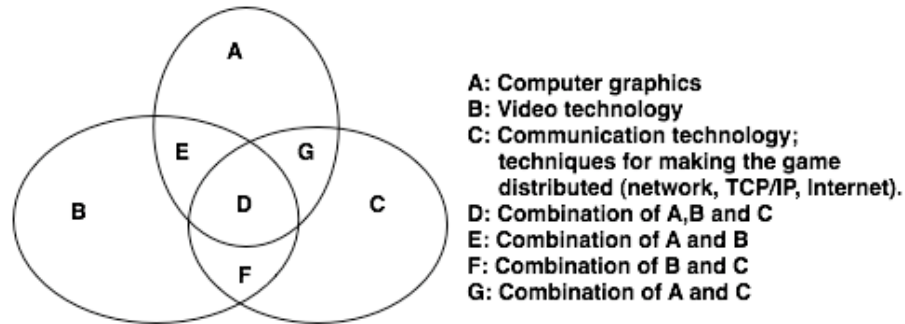 A
E
G
B
D
C
F
A: Computer graphics
B: Video technology
C: Communication technology;
techniques for making the game
distributed (network, TCP/IP, Internet).
D: Combination of A,B and C
E: Combination of A and B
F: Combination of B and C
G: Combination of A and C